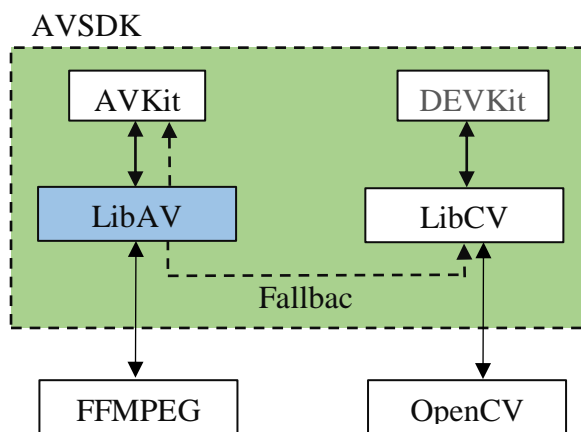 AVSDK
AVKit
DEVKit
LibAV
LibCV
Fallbac
FFMPEG
OpenCV